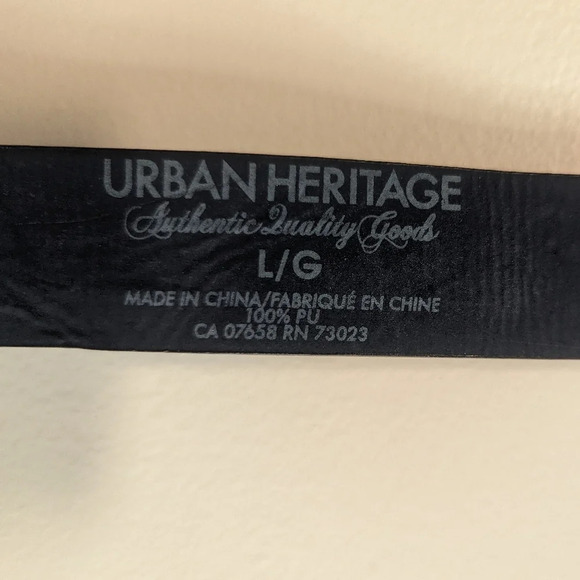 URBAN HERITAGE
Authentic Quality Goods
L/G
MADE IN CHINA/FABRIQUÉ EN CHINE
100% PU
CA 07658 RN 73023